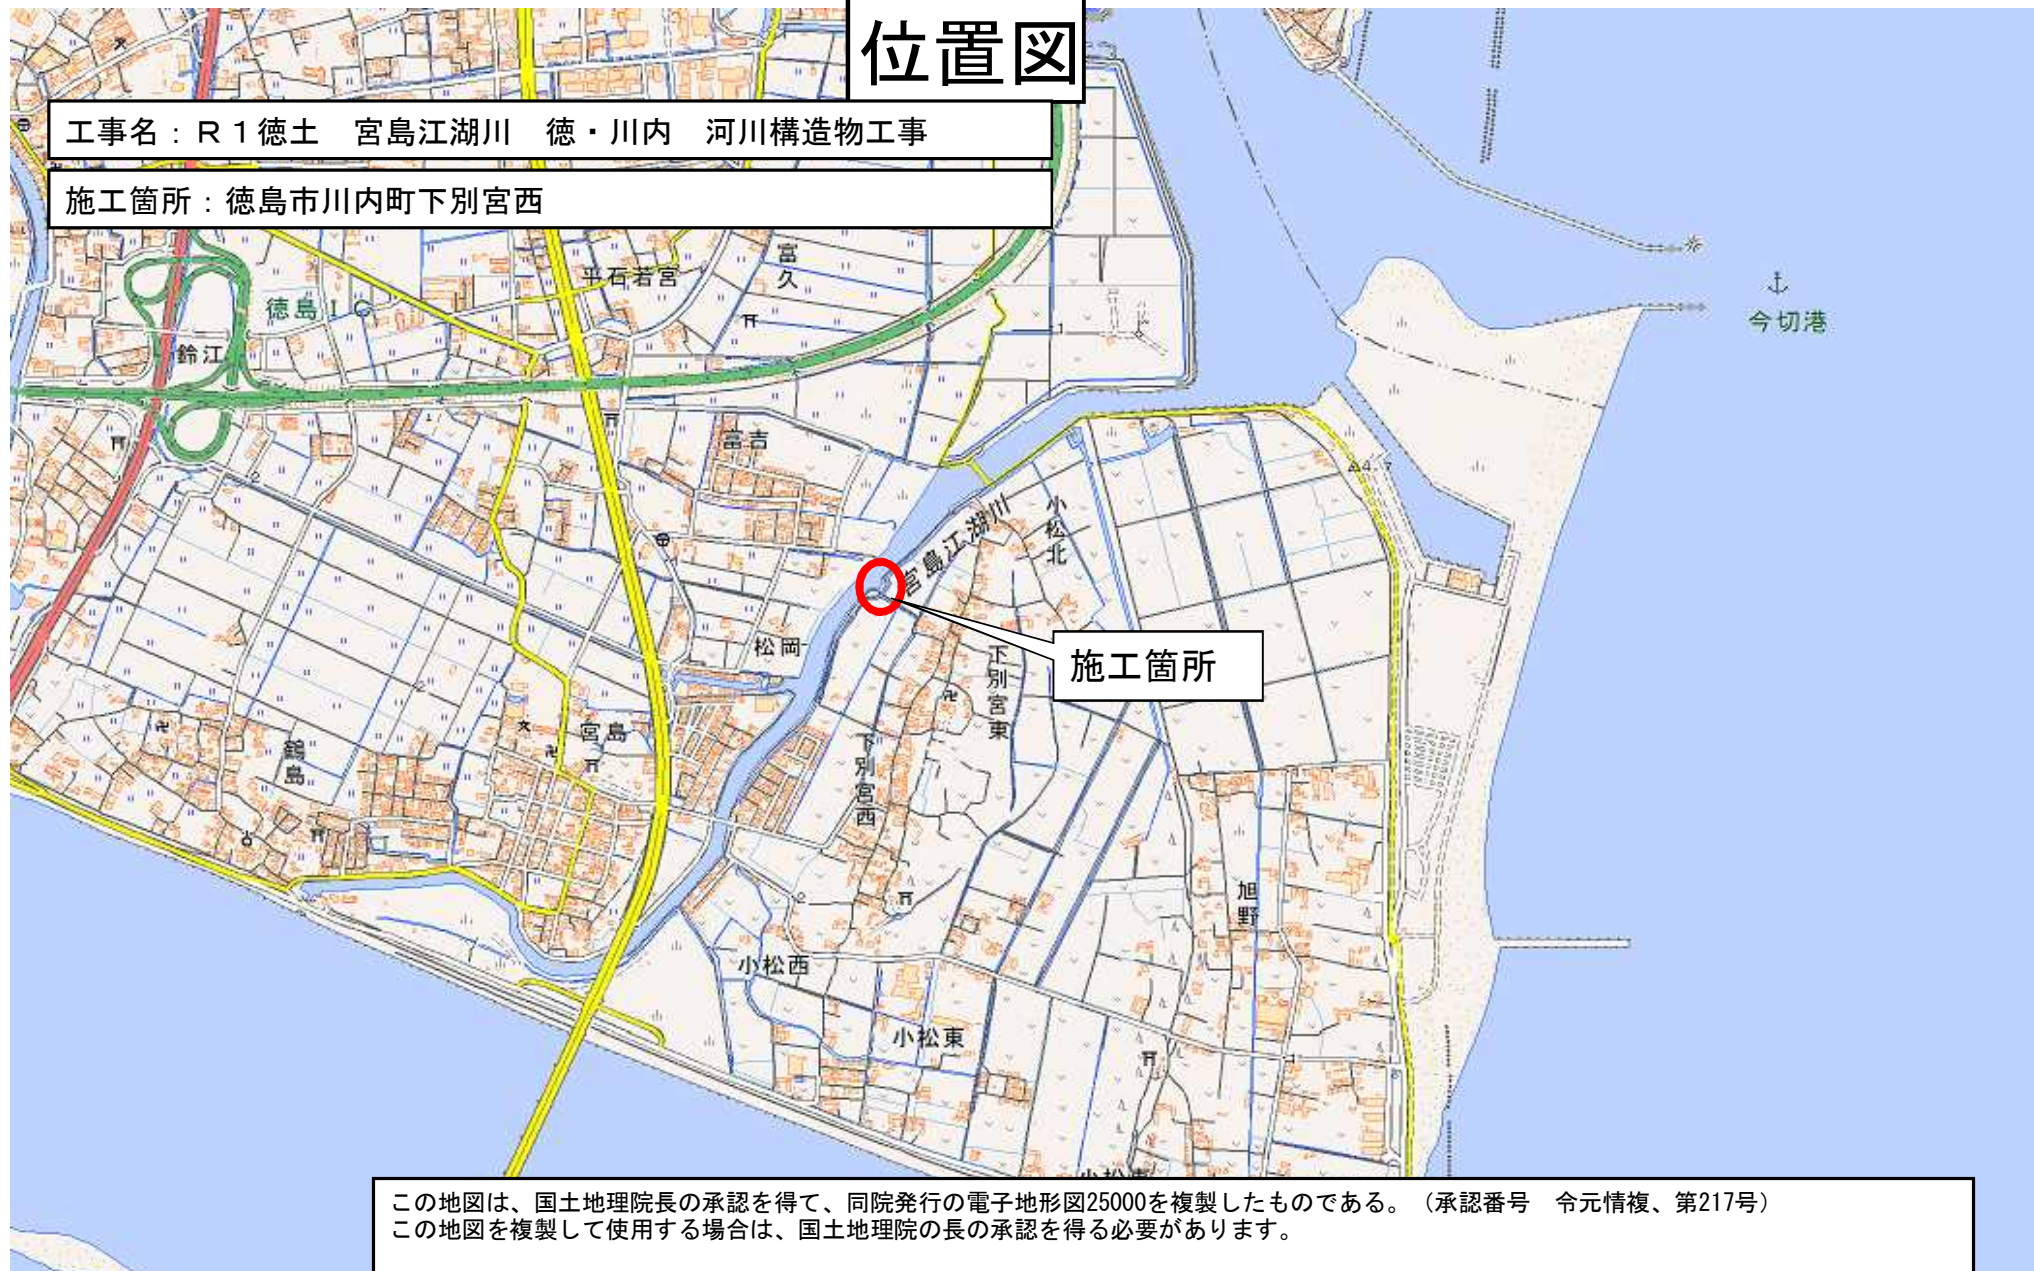 位置図
工事名：Ｒ１徳土　宮島江湖川　徳・川内　河川構造物工事
施工箇所：徳島市川内町下別宮西
平石若宮
富久
徳島ＩＣ
今切港
鈴江
富吉
小松北
宮島江湖川
松岡
施工箇所
下別宮東
宮島
鶴島
下別宮西
旭野
小松西
小松東
この地図は、国土地理院長の承認を得て、同院発行の電子地形図25000を複製したものである。（承認番号　令元情複、第217号）
この地図を複製して使用する場合は、国土地理院の長の承認を得る必要があります。